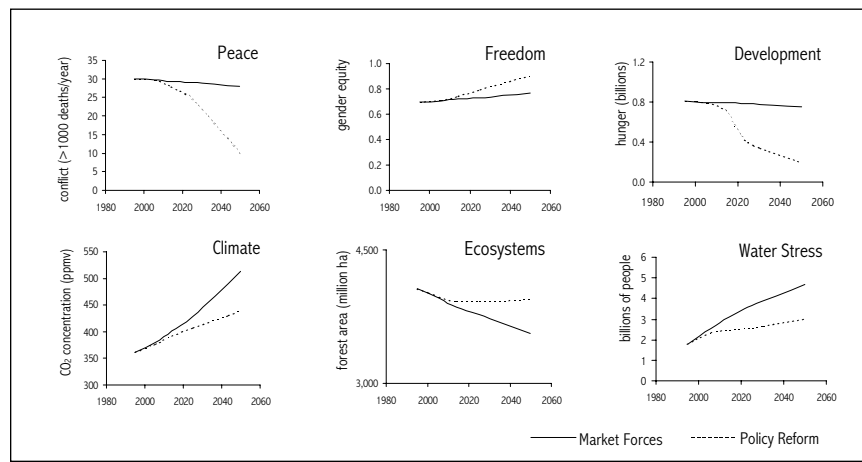 Peace
conflict (>1000 deaths/year)
35
30
25
20
15
10
5
0
1980 2000 2020 2040 2060
Freedom
gender equity
1.0
0.8
0.6
0.4
0.2
0.0
1980 2000 2020 2040 2060
Development
hunger (billions)
1.2
0.8
0.4
0.0
1980 2000 2020 2040 2060
Climate
CO₂ concentration (ppmv)
550
500
450
400
350
300
1980 2000 2020 2040 2060
Ecosystems
forest area (million ha)
4,500
3,000
1980 2000 2020 2040 2060
Water Stress
billions of people
6
5
4
3
2
1
0
1980 2000 2020 2040 2060
Market Forces
Policy Reform